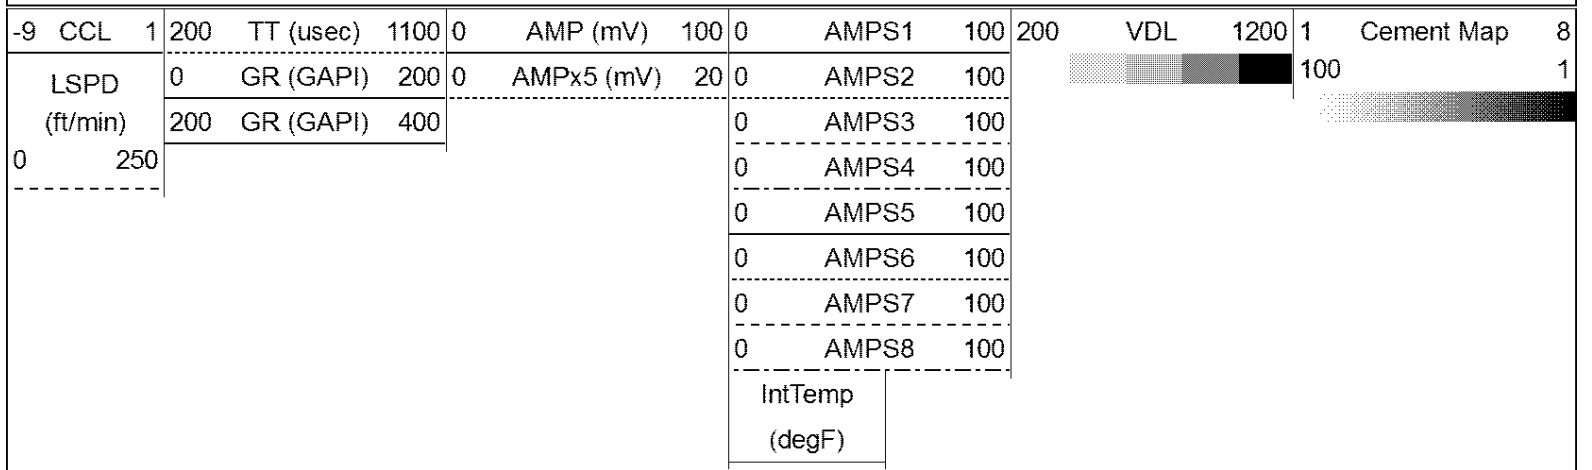 -9 CCL 1 200 TT (usec) 1100 0 AMP (mV) 100 0 AMPS1 100 200 VDL 1200 1 Cement Map 8
LSPD 0 GR (GAPI) 200 0 AMPx5 (mV) 20 0 AMPS2 100 100 1
(ft/min) 200 GR (GAPI) 400 0 AMPS3 100
0 250 0 AMPS4 100
0 AMPS5 100
0 AMPS6 100
0 AMPS7 100
0 AMPS8 100
IntTemp
(degF)